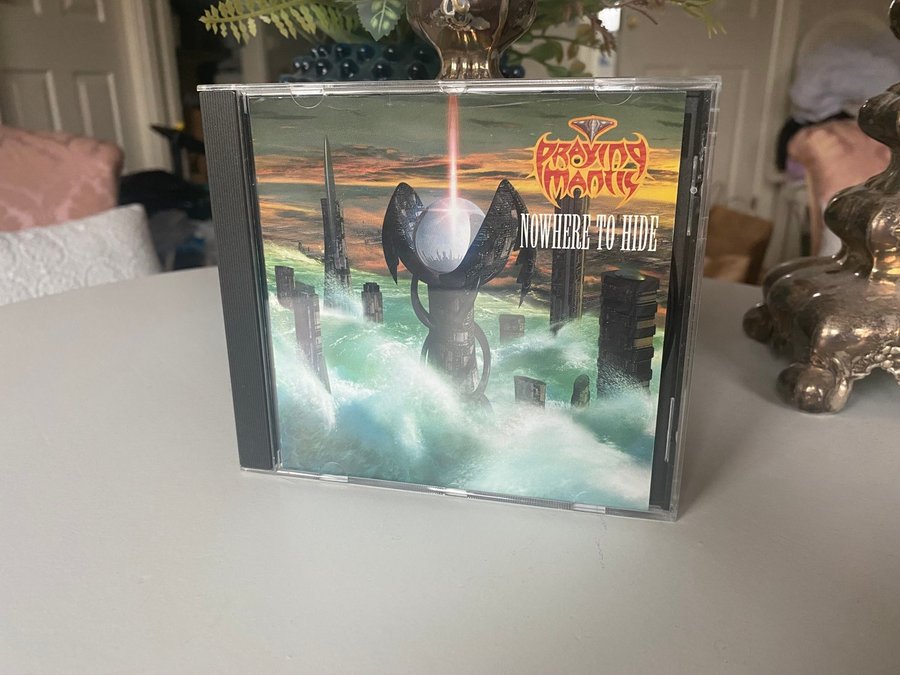 PRAYING
MANTIS
NOWHERE TO HIDE